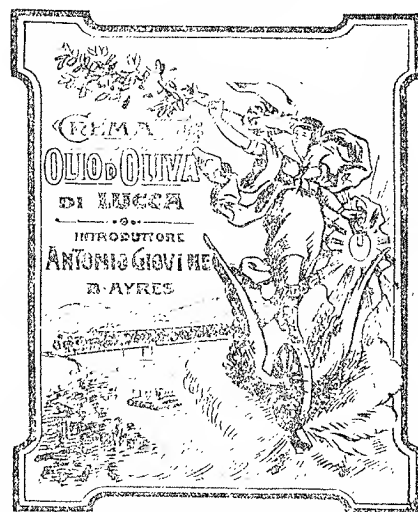 CREMA
OLIO D'OLIVA
DI LUCCA
INTRODUTTORE
ANTONIO GIOVINE
B. AYRES